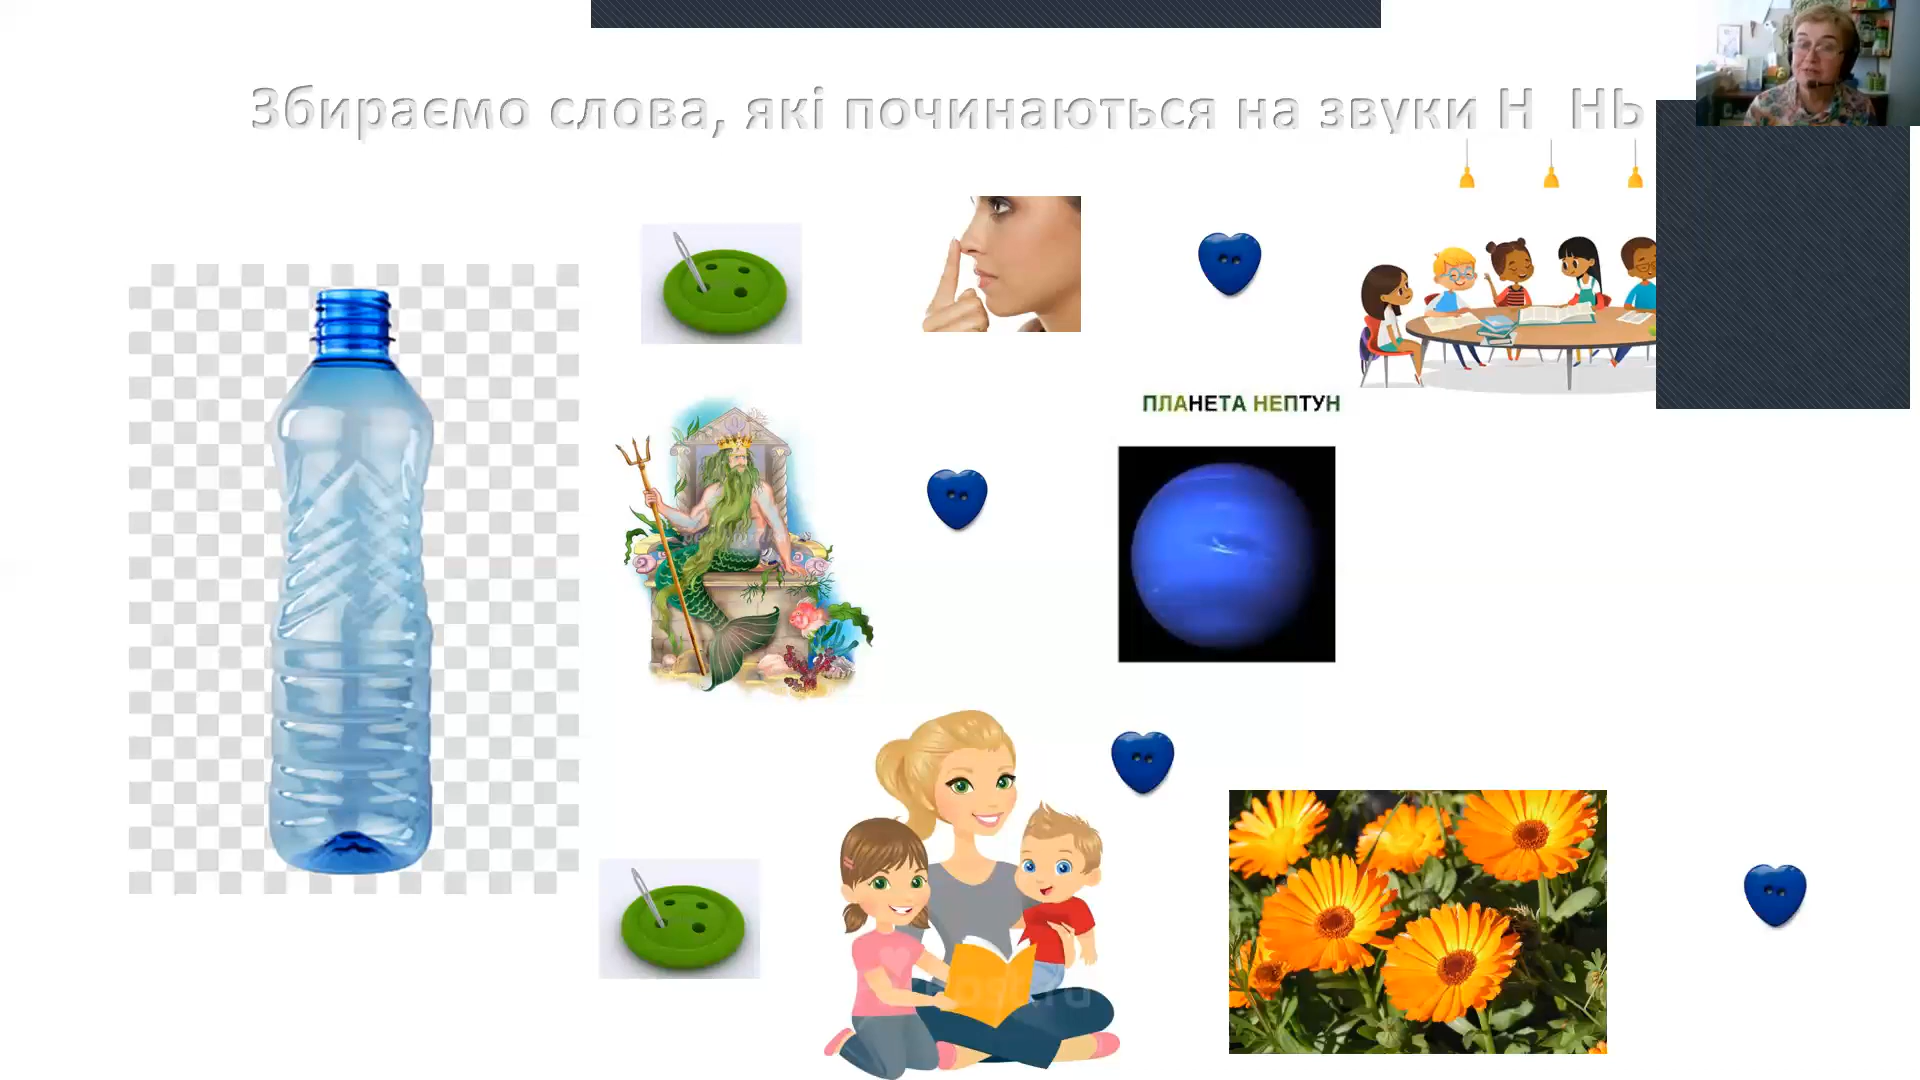 Збираємо слова, які починаються на звуки Н НЬ
ПЛАНЕТА НЕПТУН